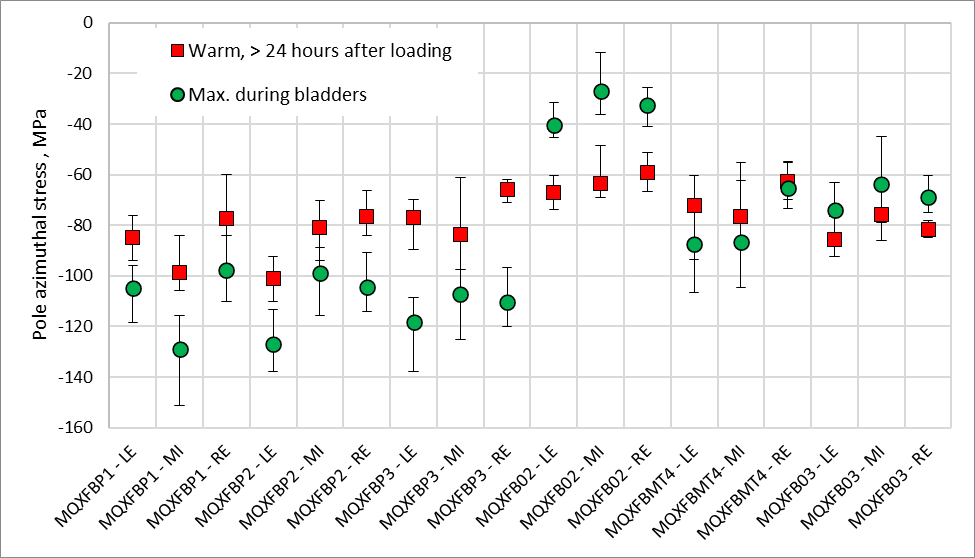 0
-20
-40
-60
-80
-100
-120
-140
-160
Pole azimuthal stress , MPa
Warm, > 24 hours after loading
Max. during bladders
MQXFBP1 - LE
MQXFBP1 - MI
MQXFBP1 - RE
MQXFBP2 - LE
MQXFBP2 - MI
MQXFBP2 - RE
MQXFBP3 - LE
MQXFBP3 - MI
MQXFBP3 - RE
MQXFB02 - LE
MQXFB02 - MI
MQXFB02 - RE
MQXFBMT4 - LE
MQXFBMT4- MI
MQXFBMT4 - RE
MQXFB03 - LE
MQXFB03 - MI
MQXFB03 - RE